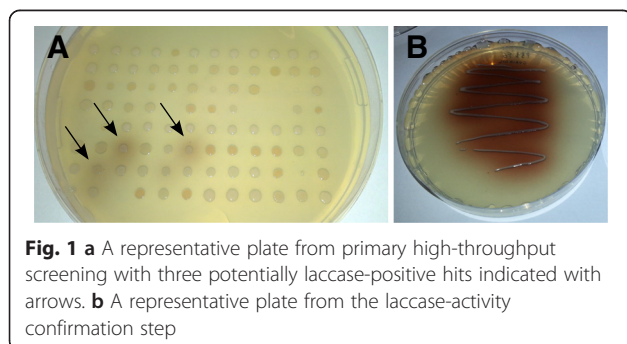 A
B
Fig. 1 a A representative plate from primary high-throughput
screening with three potentially laccase-positive hits indicated with
arrows. b A representative plate from the laccase-activity
confirmation step